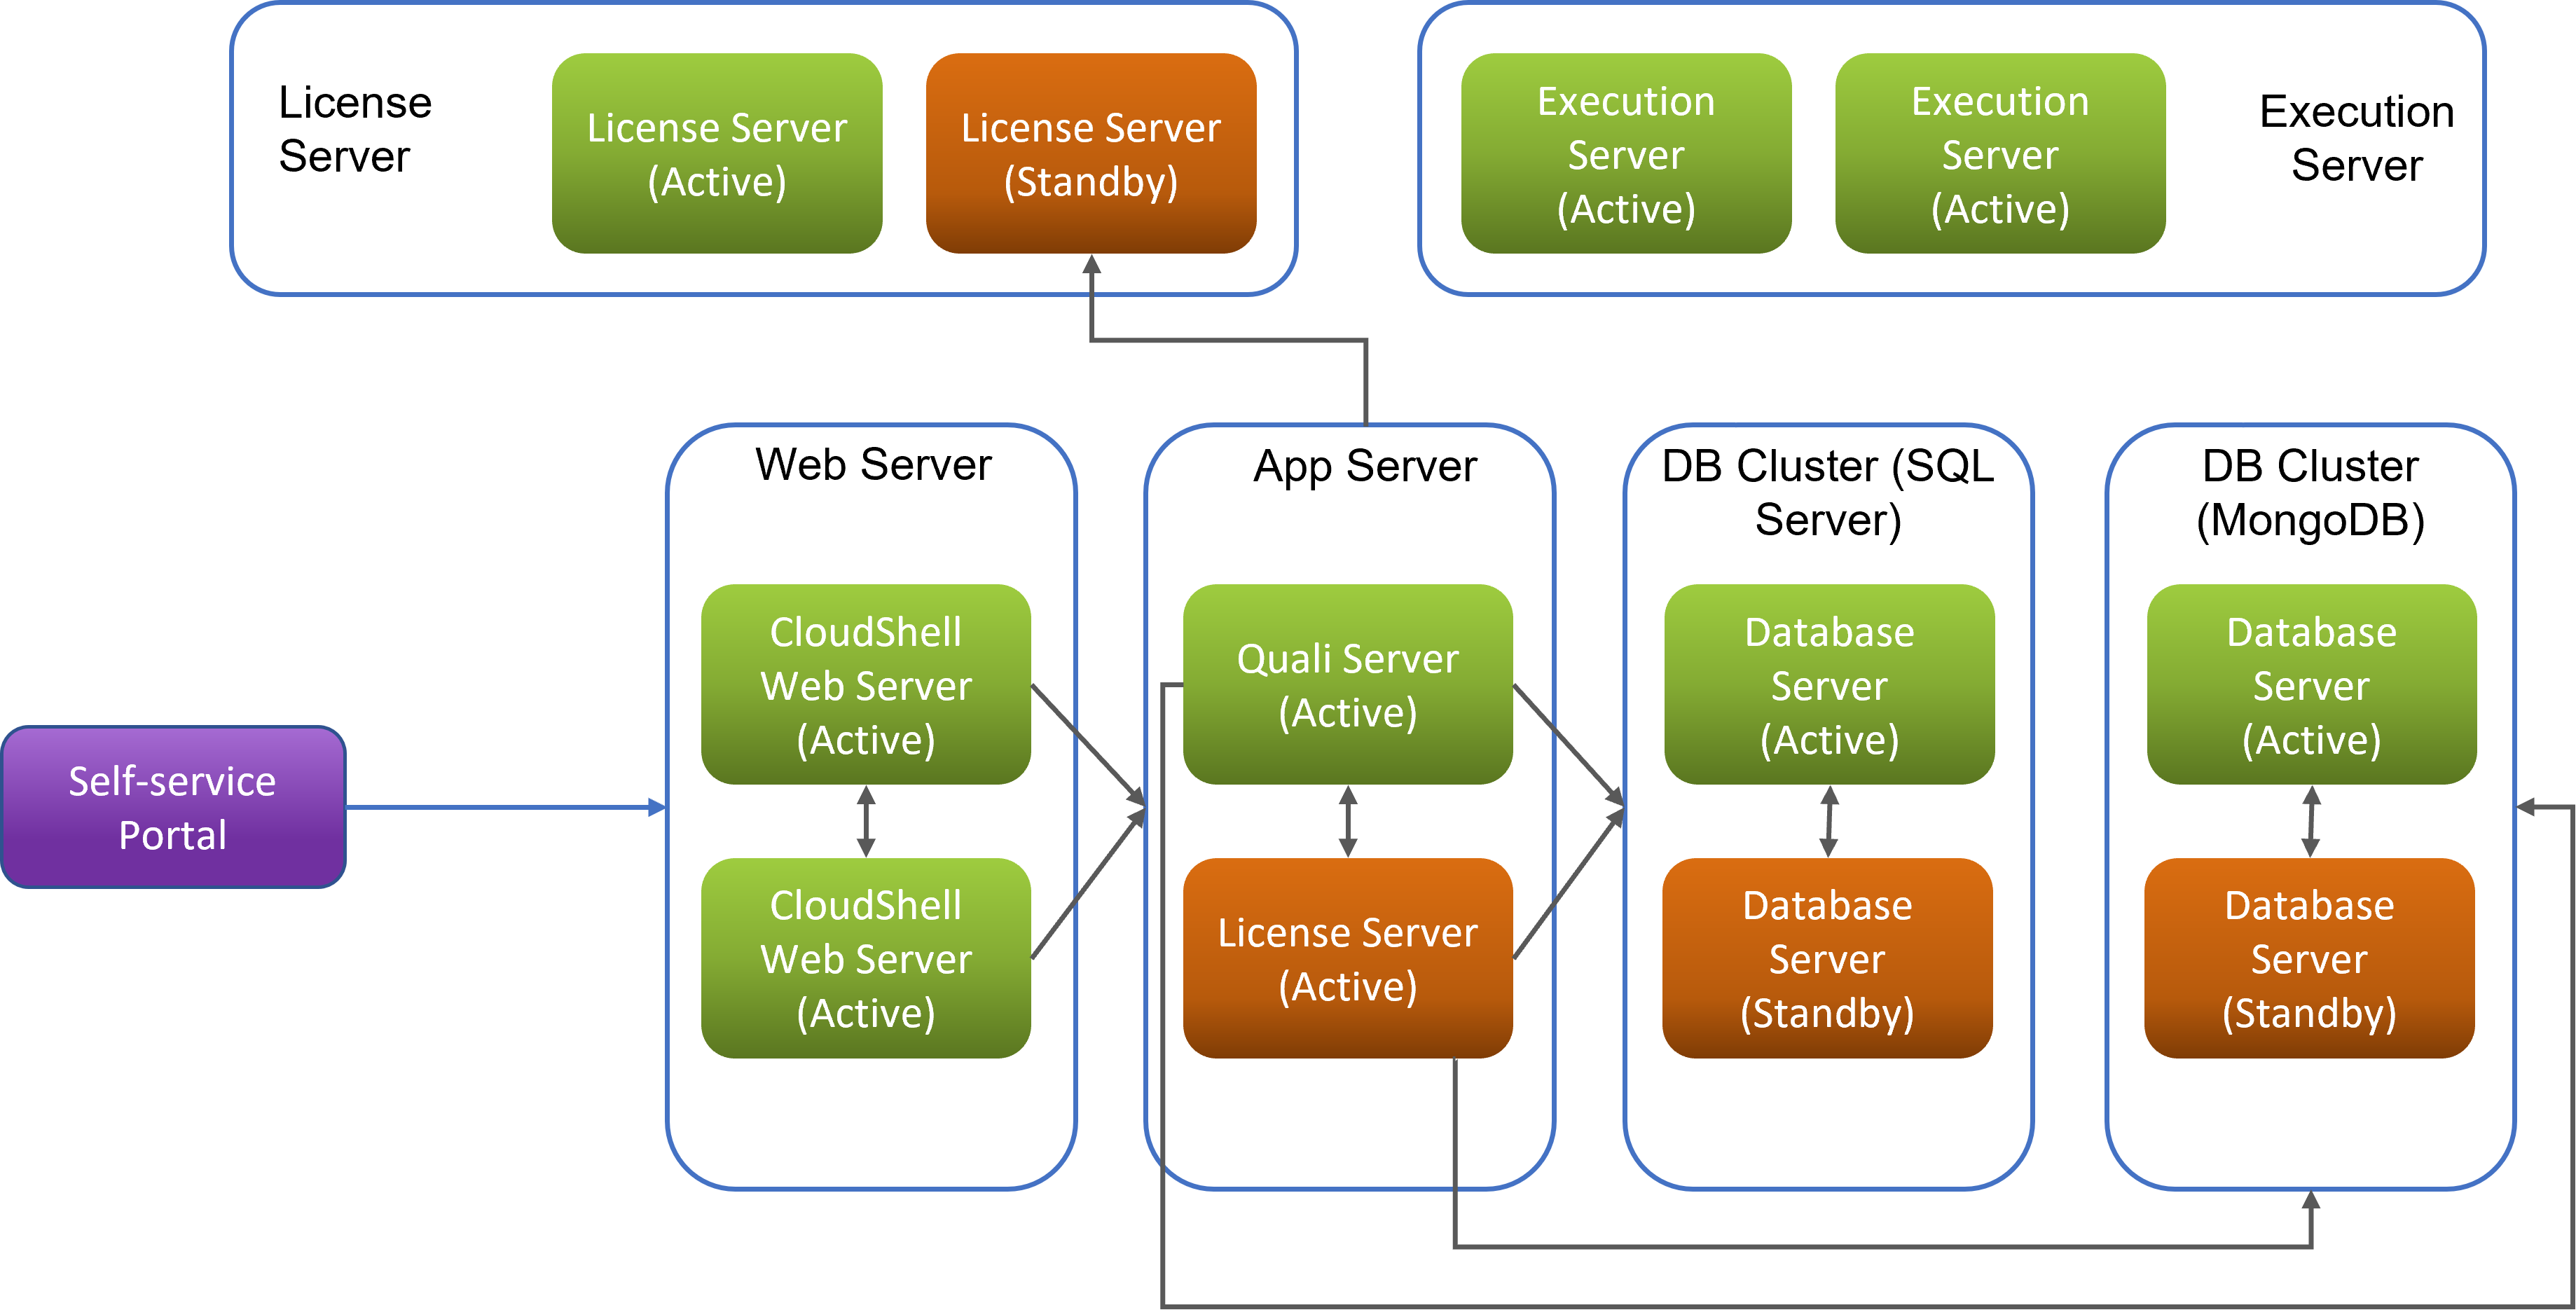 License
Server
License Server
(Active)
License Server
(Standby)
Execution
Server
(Active)
Execution
Server
(Active)
Execution
Server
Web Server
App Server
DB Cluster (SQL
Server)
DB Cluster
(MongoDB)
Self-service
Portal
CloudShell
Web Server
(Active)
CloudShell
Web Server
(Active)
Quali Server
(Active)
License Server
(Active)
Database
Server
(Active)
Database
Server
(Standby)
Database
Server
(Active)
Database
Server
(Standby)